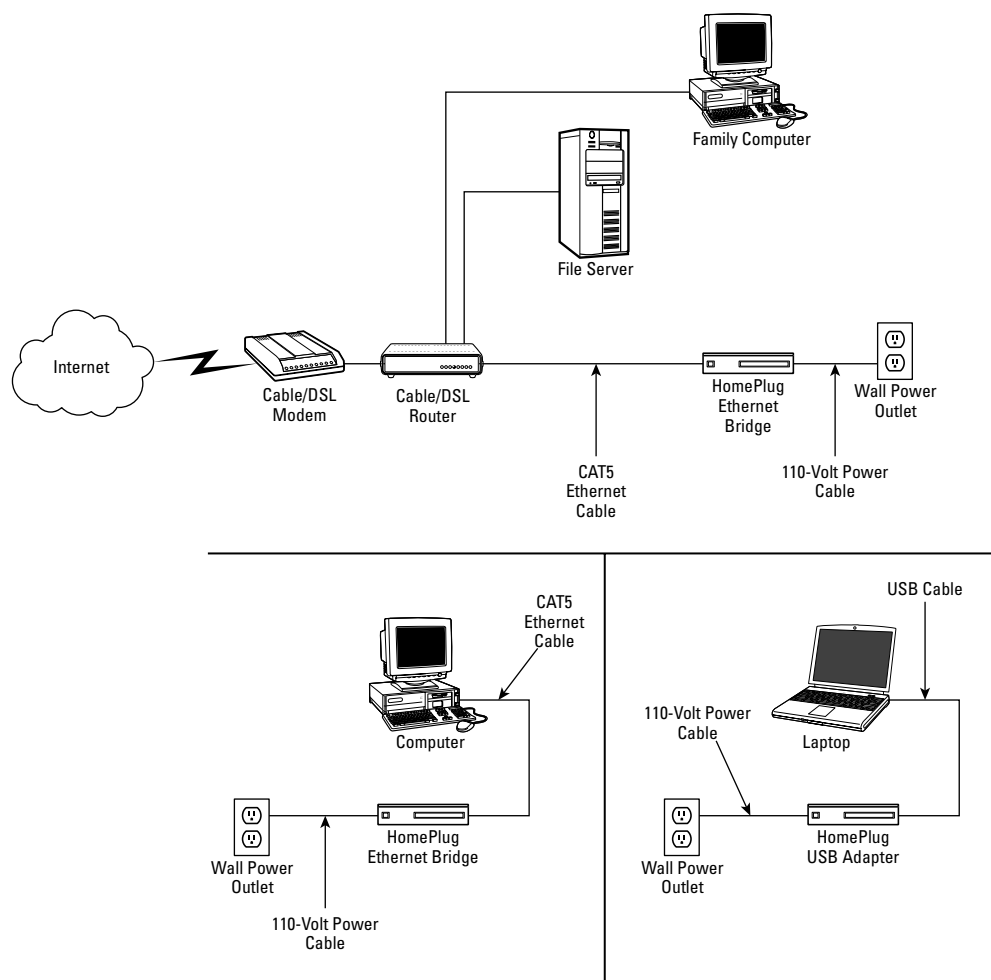 Family Computer
File Server
Internet
Cable/DSL
Modem
Cable/DSL
Router
HomePlug
Ethernet
Bridge
Wall Power
Outlet
CAT5
Ethernet
Cable
110-Volt Power
Cable
CAT5
Ethernet
Cable
Computer
HomePlug
Ethernet Bridge
Wall Power
Outlet
110-Volt Power
Cable
USB Cable
110-Volt Power
Cable
Laptop
HomePlug
USB Adapter
Wall Power
Outlet